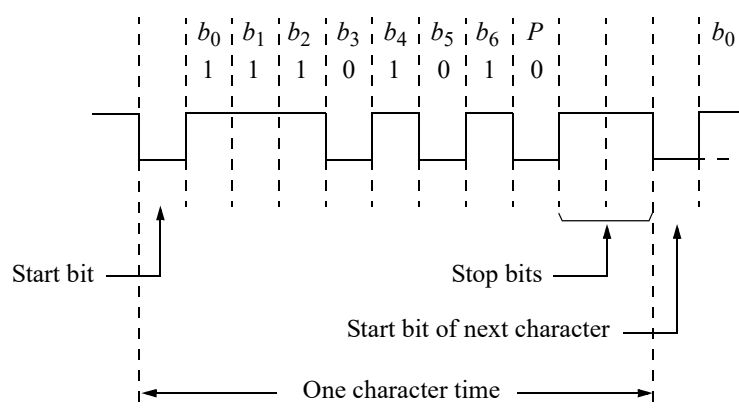 b₀ b₁ b₂ b₃ b₄ b₅ b₆ P b₀
1 1 1 0 1 0 1 0
Start bit
Stop bits
Start bit of next character
One character time